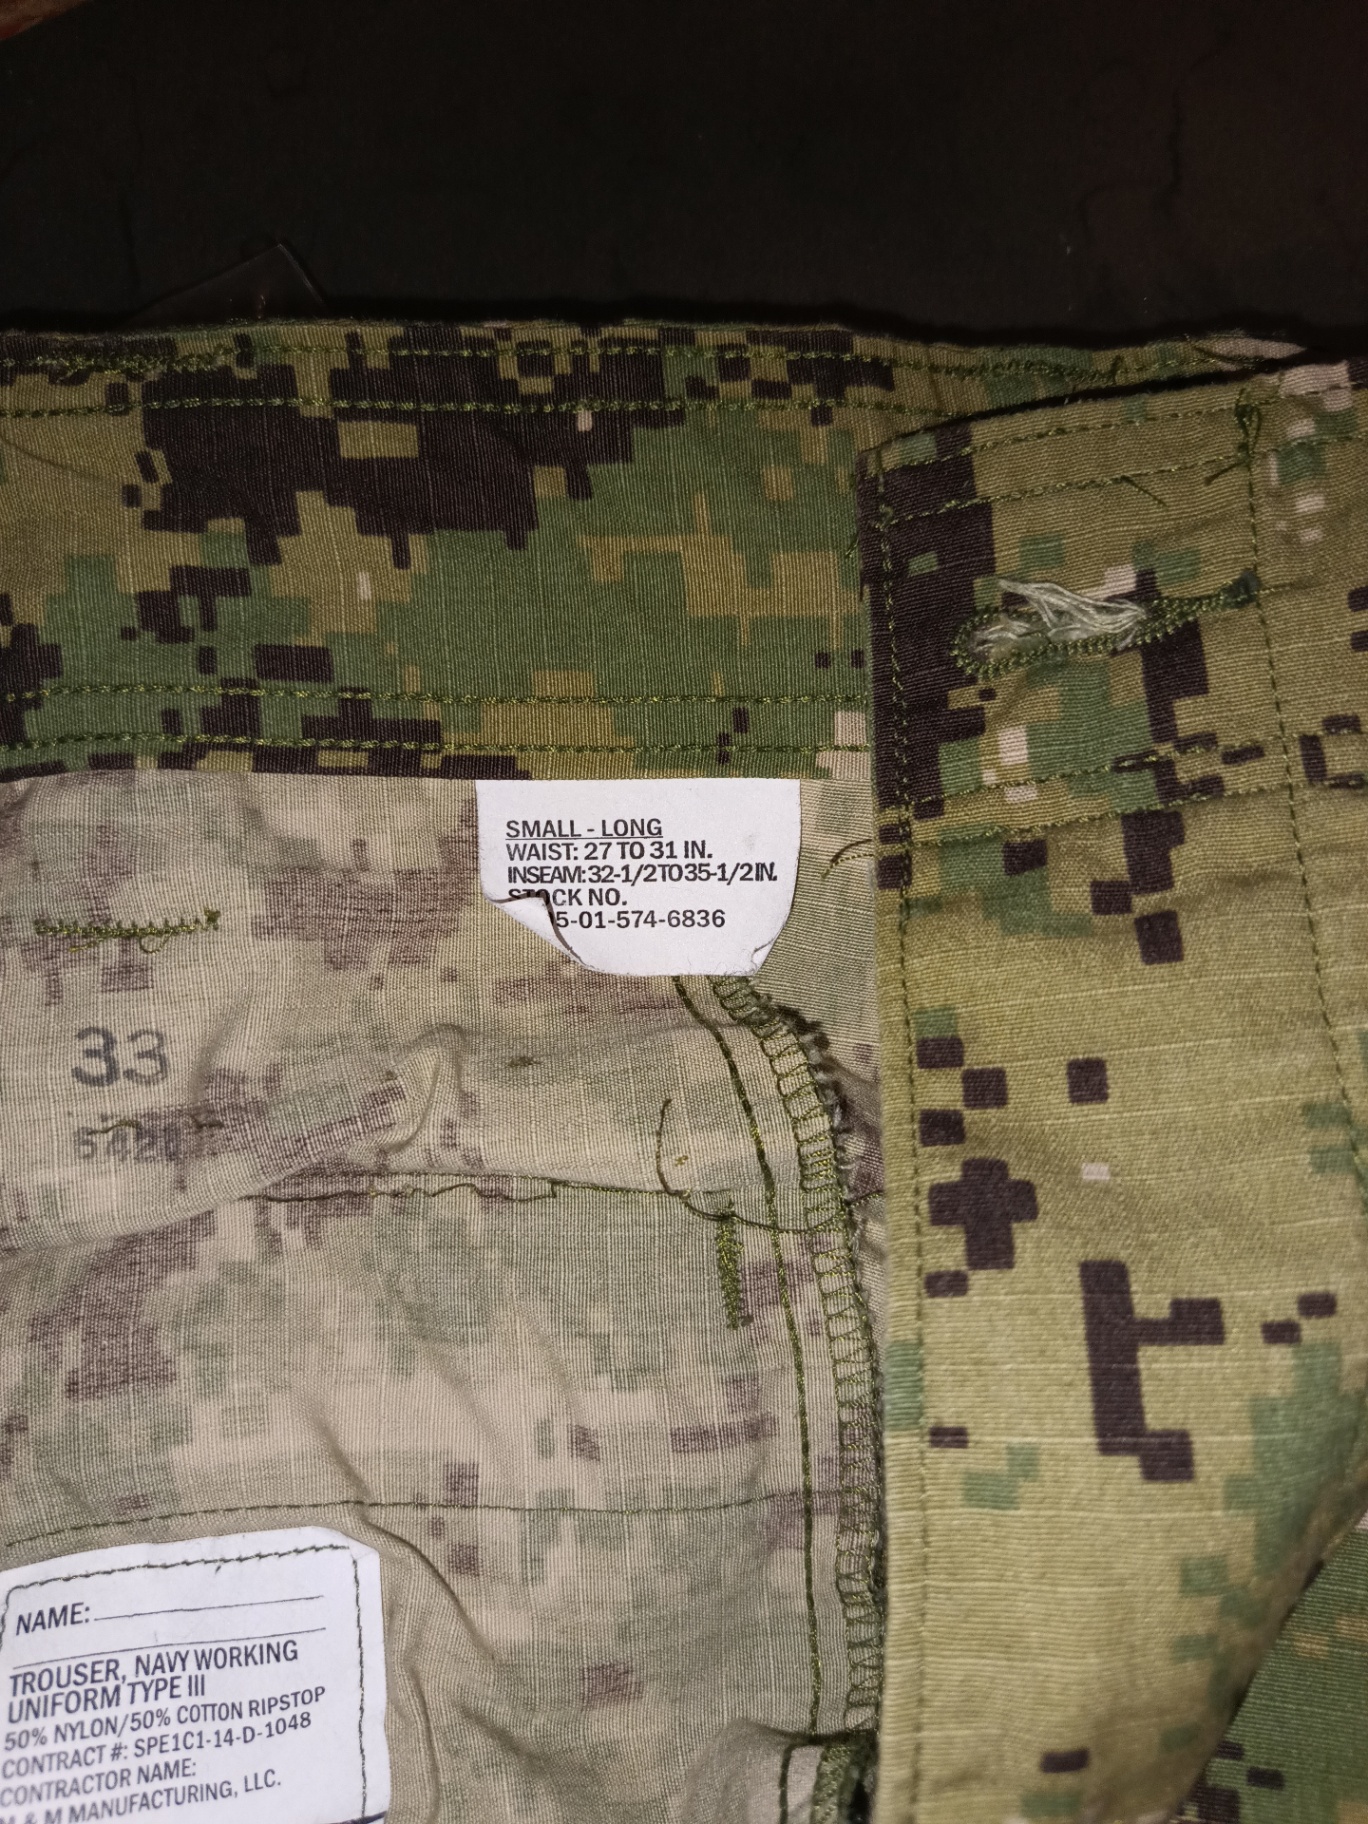 SMALL - LONG
WAIST: 27 TO 31 IN.
INSEAM:32-1/2TO35-1/2IN.
STOCK NO.
5-01-574-6836
33
NAME:
TROUSER, NAVY WORKING
UNIFORM TYPE III
50% NYLON/50% COTTON RIPSTOP
CONTRACT #: SPE1C1-14-D-1048
CONTRACTOR NAME:
& M MANUFACTURING, LLC.